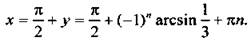 x = π/2 + y = π/2 + (-1)ⁿ arcsin 1/3 + πn.